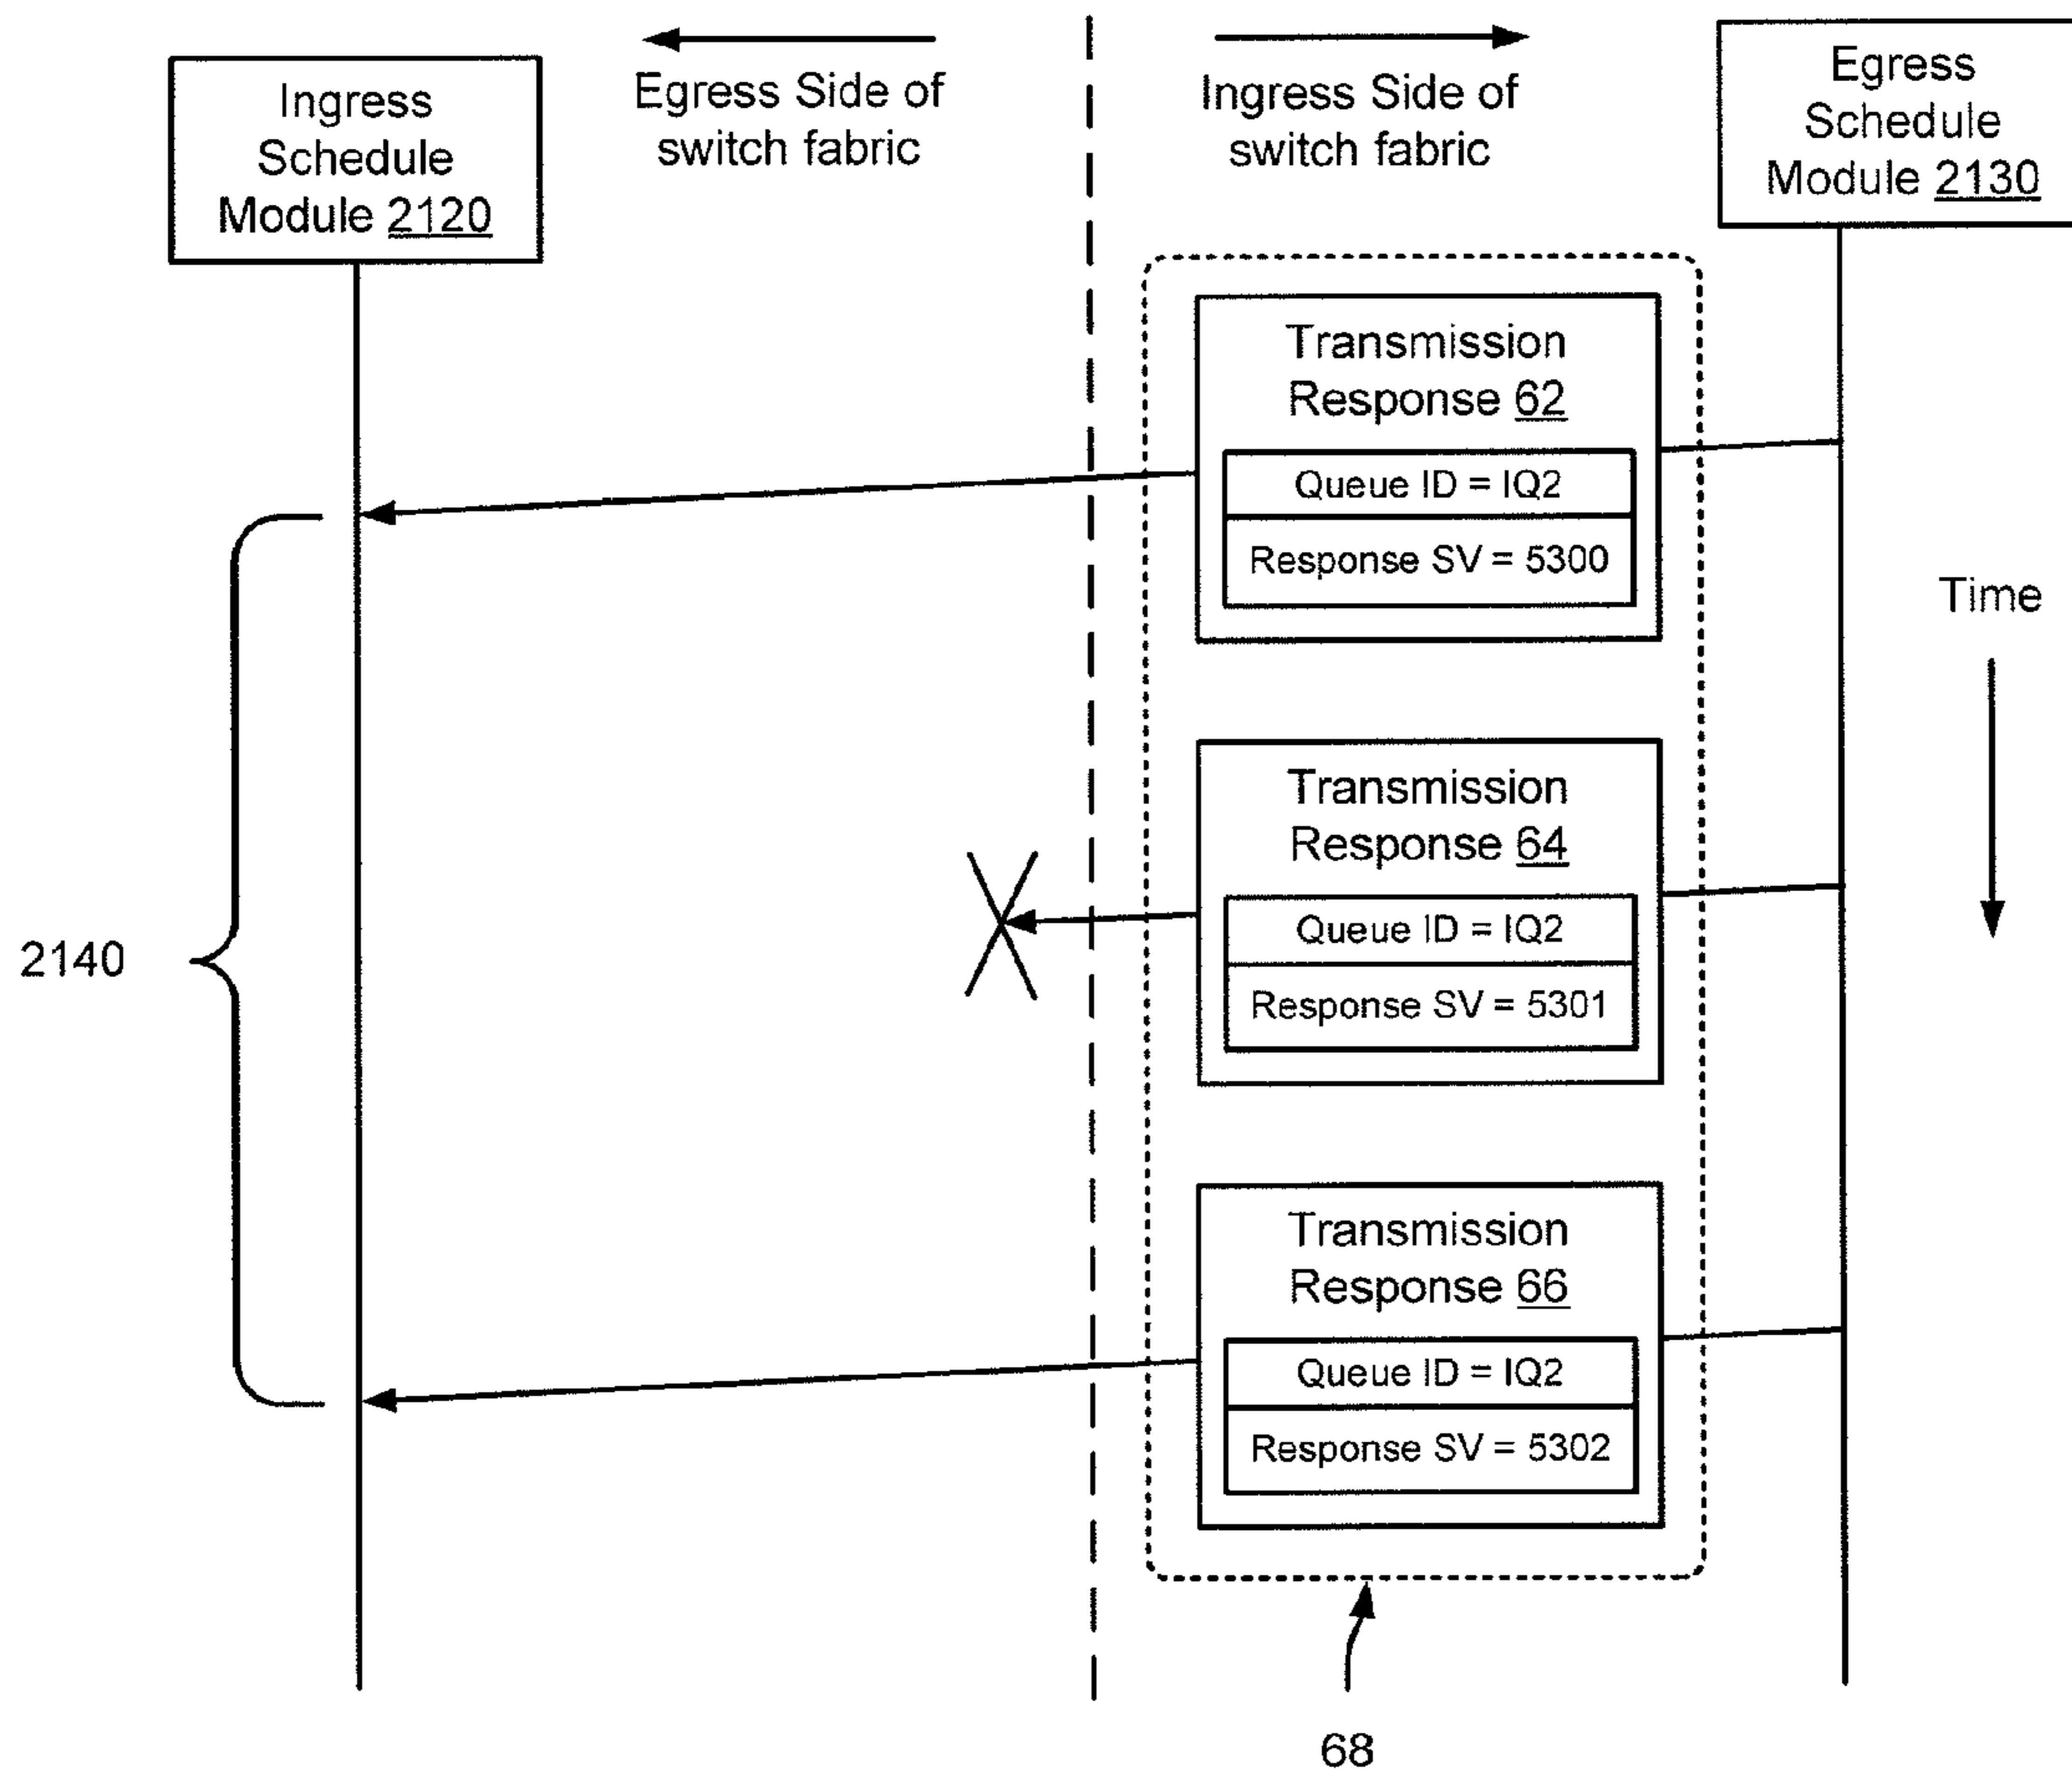 Ingress
Schedule
Module 2120
Egress Side of
switch fabric
Ingress Side of
switch fabric
Egress
Schedule
Module 2130
Transmission
Response 62
Queue ID = IQ2
Response SV = 5300
Time
Transmission
Response 64
Queue ID = IQ2
Response SV = 5301
2140
Transmission
Response 66
Queue ID = IQ2
Response SV = 5302
68